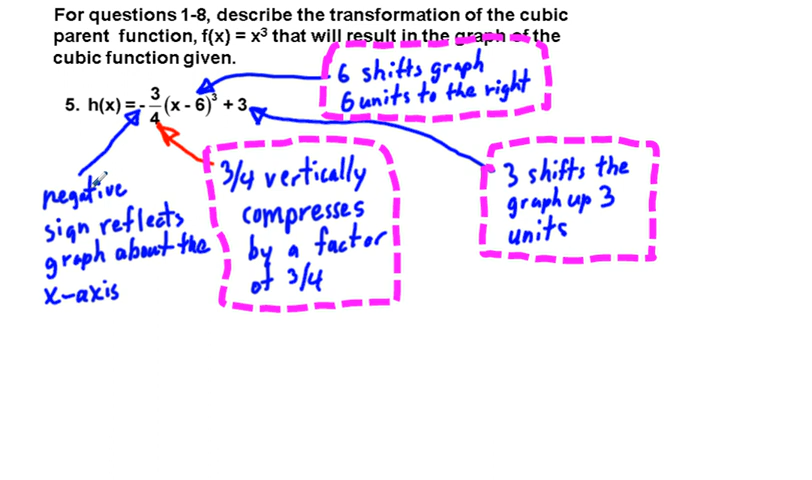 For questions 1-8, describe the transformation of the cubic
parent function, f(x) = x³ that will result in the graph of the
cubic function given.
6 shifts graph
6 units to the right
5. h(x) = -3/4(x - 6)³ + 3
negative
sign reflects
graph about the
x-axis
3/4 vertically
compresses
by a factor
of 3/4
3 shifts the
graph up 3
units